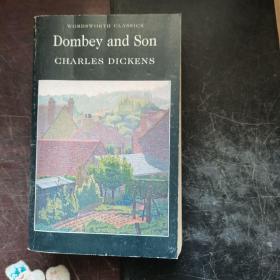 WORDSWORTH CLASSICS
Dombey and Son
CHARLES DICKENS